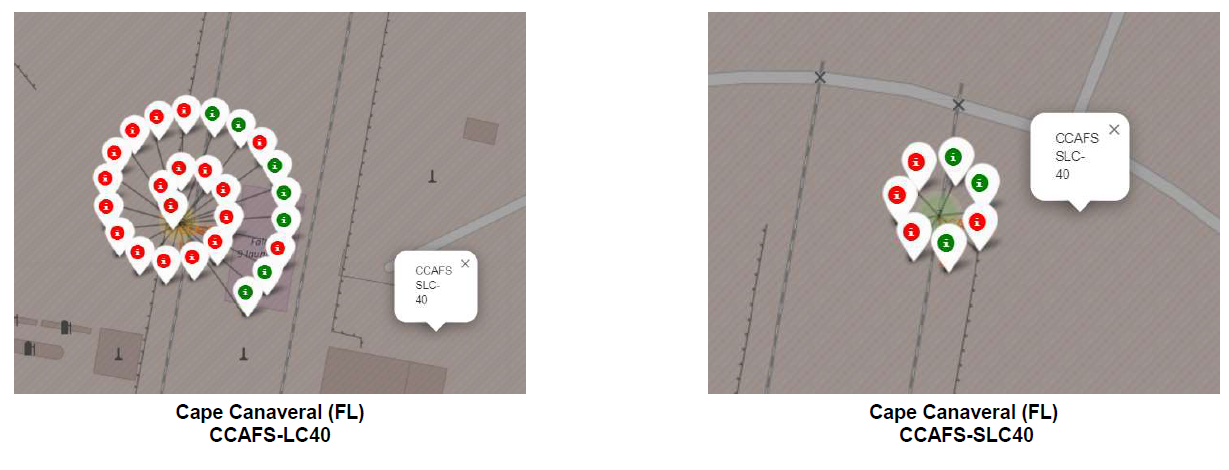 CCAFS
SLC-
40
Cape Canaveral (FL)
CCAFS-LC40
CCAFS
SLC-
40
Cape Canaveral (FL)
CCAFS-SLC40